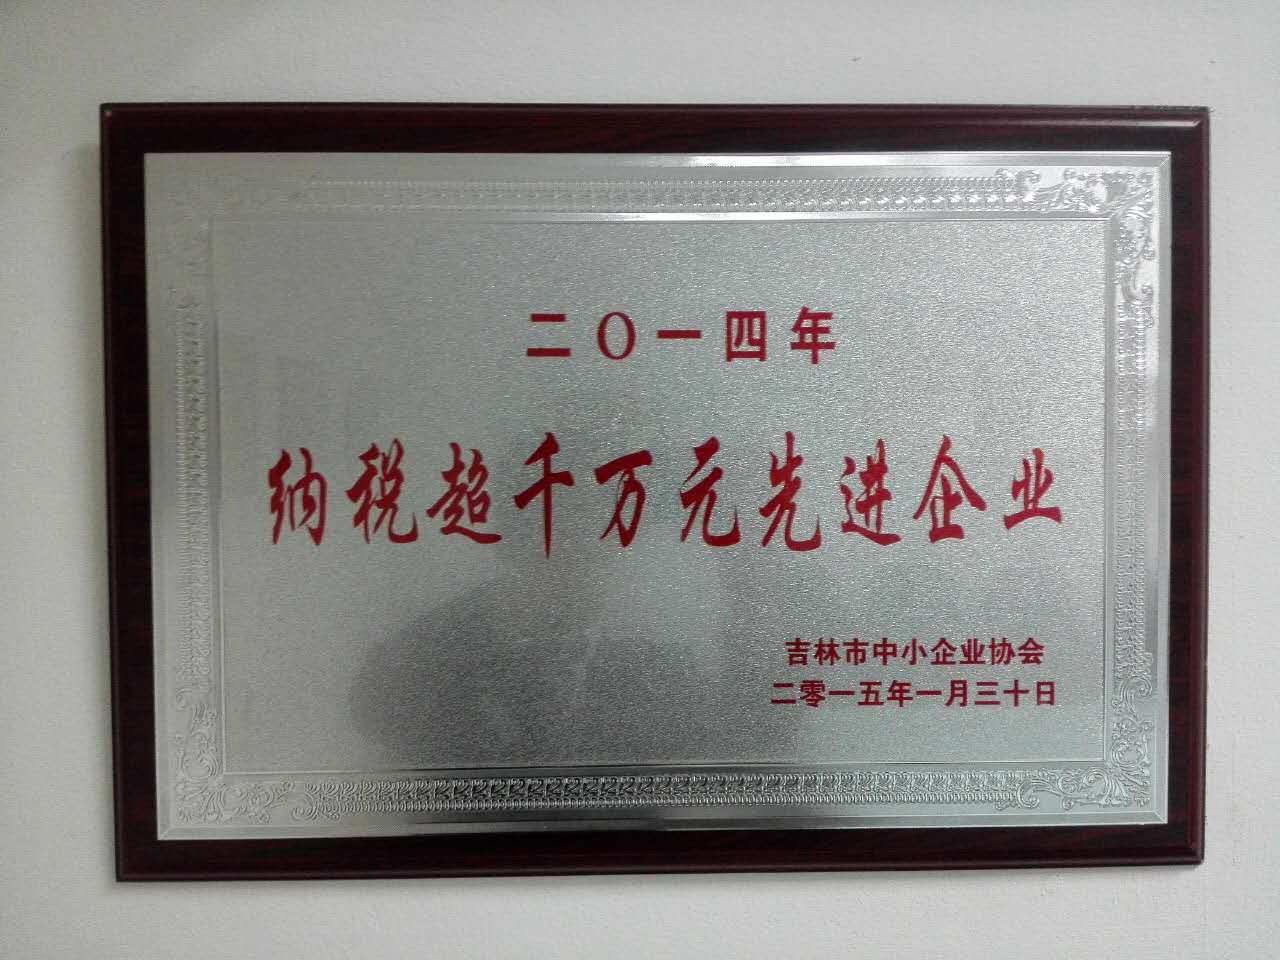 二〇一四年
纳税超千万元先进企业
吉林市中小企业协会
二零一五年一月三十日